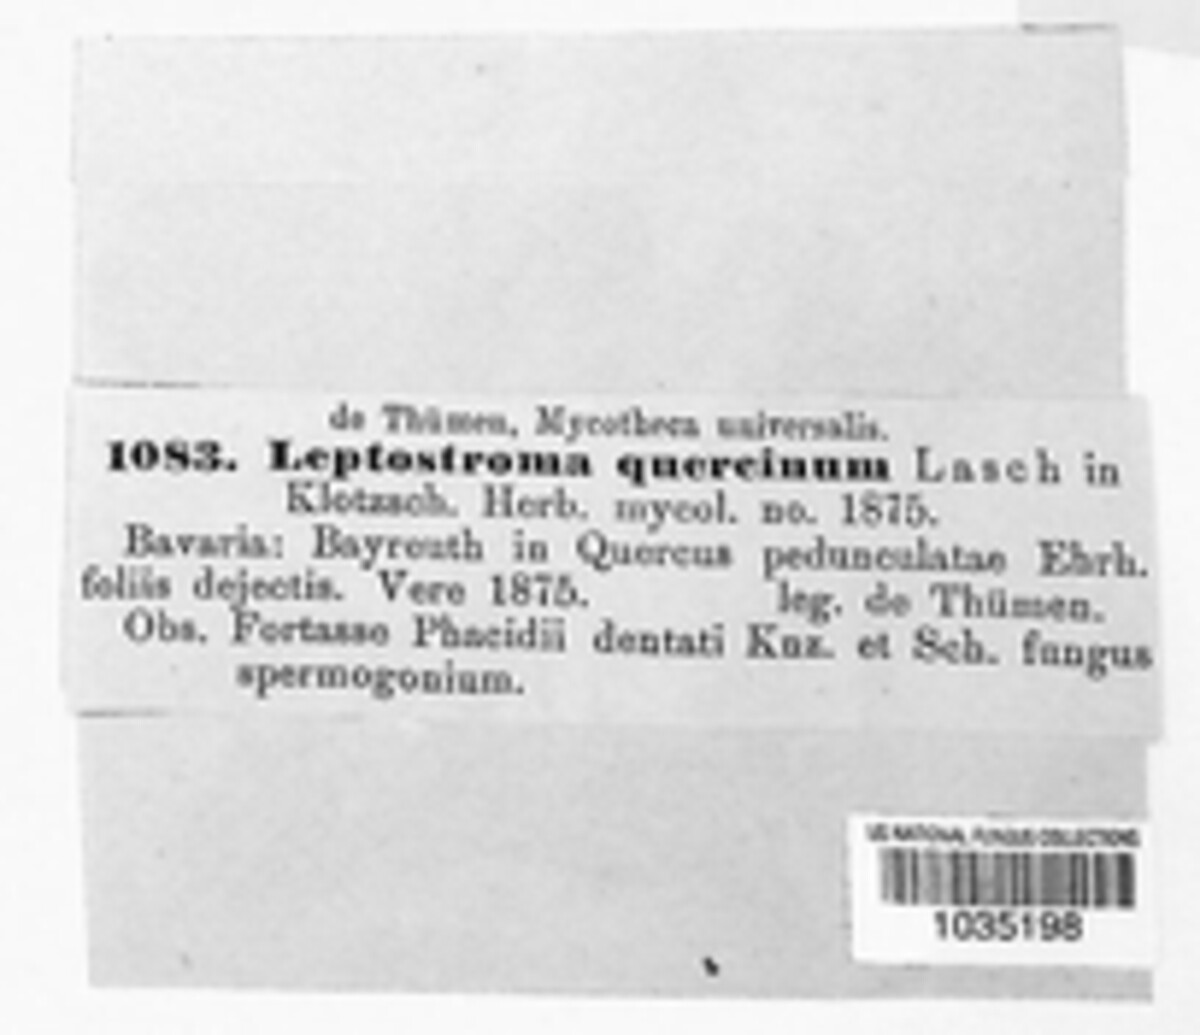 de Thümen, Mycotheca universalis.
1083. Leptostroma quercinum Lasch in
Klotzsch. Herb. mycol. no. 1875.
Bavaria: Bayreuth in Quercus pedunculatae Ehrh.
foliis dejectis. Vere 1875. leg. de Thümen.
Obs. Fortasse Phacidii dentati Knz. et Sch. fungus
spermogonium.
US NATIONAL FUNGUS COLLECTIONS
1035198